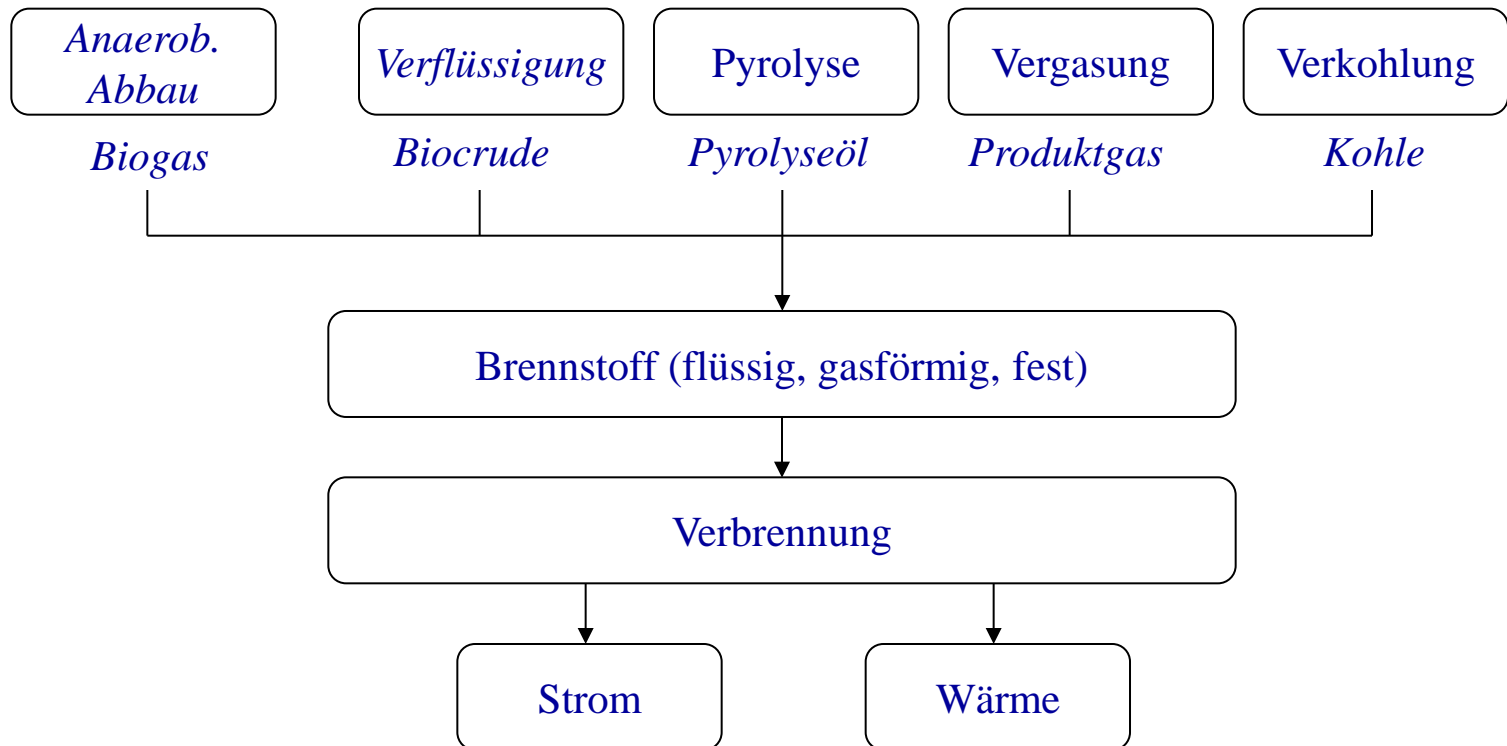 Anaerob.
Abbau
Verflüssigung
Pyrolyse
Vergasung
Verkohlung
Biogas
Biocrude
Pyrolyseöl
Produktgas
Kohle
Brennstoff (flüssig, gasförmig, fest)
Verbrennung
Strom
Wärme